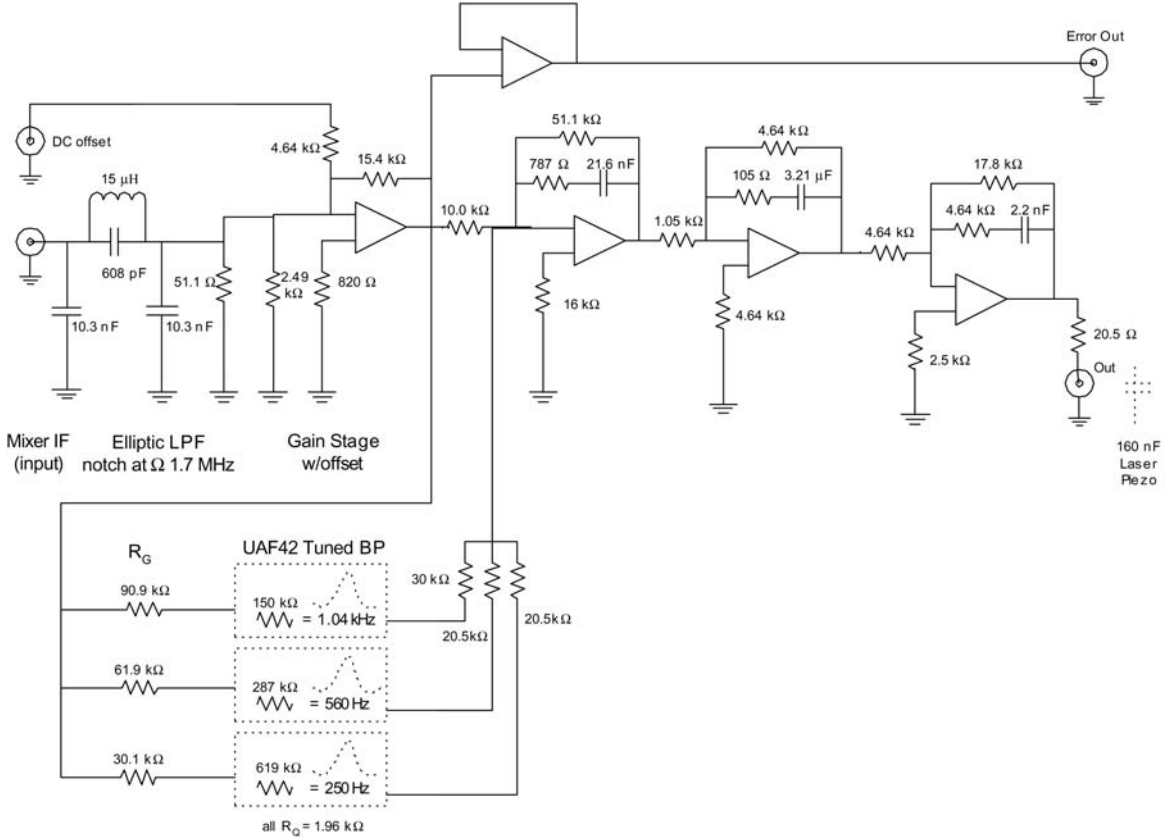 Error Out
DC offset
4.64 kΩ
15.4 kΩ
51.1 kΩ
787 Ω
21.6 nF
4.64 kΩ
105 Ω
3.21 μF
17.8 kΩ
4.64 kΩ
2.2 nF
15 μH
608 pF
10.3 nF
10.3 nF
51.1 Ω
2.49
kΩ
820 Ω
10.0 kΩ
16 kΩ
1.05 kΩ
4.64 kΩ
4.64 kΩ
2.5 kΩ
20.5 Ω
Out
160 nF
Laser
Piezo
Mixer IF
(input)
Elliptic LPF
notch at Ω 1.7 MHz
Gain Stage
w/offset
RG
UAF42 Tuned BP
90.9 kΩ
150 kΩ
= 1.04 kHz
30 kΩ
20.5kΩ
20.5kΩ
61.9 kΩ
287 kΩ
= 560 Hz
30.1 kΩ
619 kΩ
= 250 Hz
all RQ = 1.96 kΩ